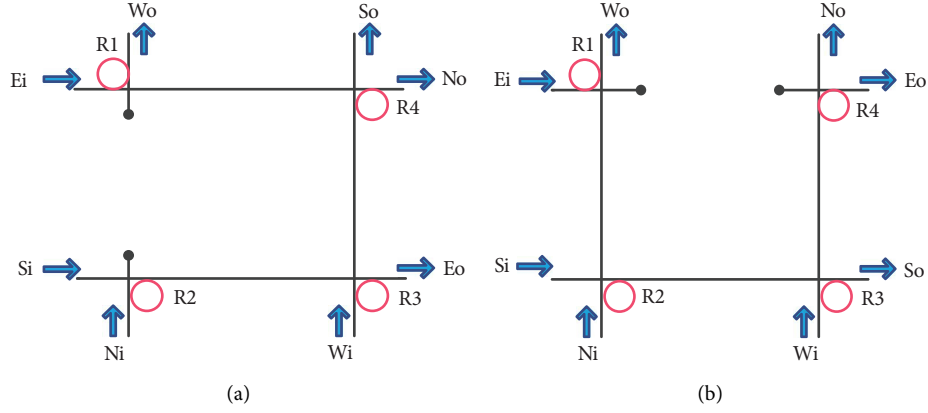 Wo
So
R1
Ei
No
R4
Si
Eo
R2
R3
Ni
Wi
(a)
Wo
No
R1
Ei
Eo
R4
Si
So
R2
R3
Ni
Wi
(b)